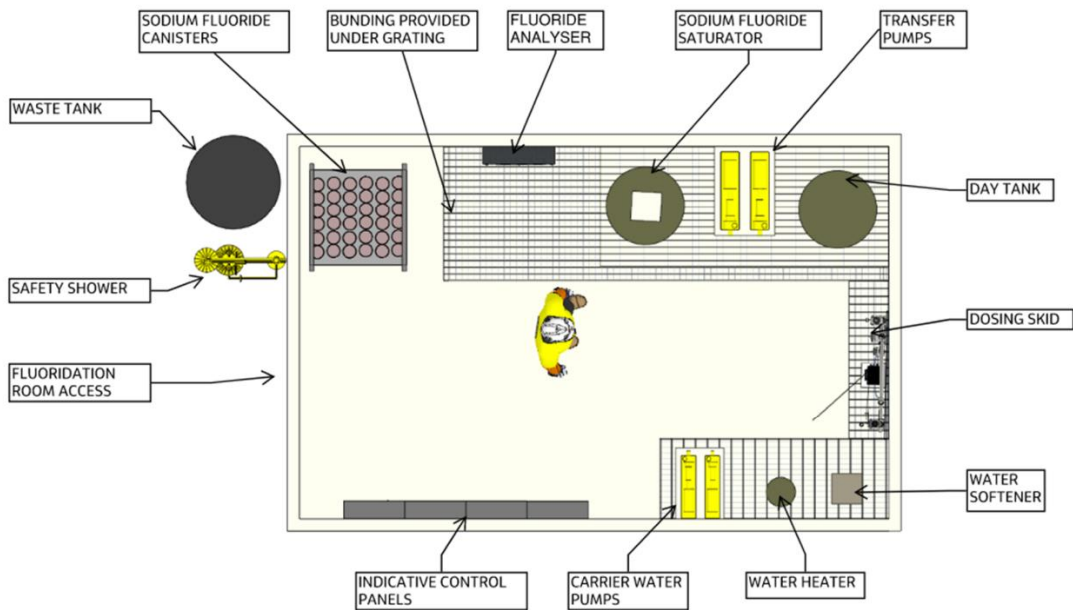 SODIUM FLUORIDE
CANISTERS
BUNDING PROVIDED
UNDER GRATING
FLUORIDE
ANALYSER
SODIUM FLUORIDE
SATURATOR
TRANSFER
PUMPS
WASTE TANK
DAY TANK
SAFETY SHOWER
DOSING SKID
FLUORIDATION
ROOM ACCESS
WATER
SOFTENER
INDICATIVE CONTROL
PANELS
CARRIER WATER
PUMPS
WATER HEATER